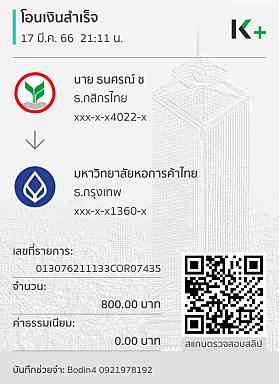 โอนเงินสำเร็จ
17 มี.ค. 66 21:11 น.
K+
นาย ธนศรณ์ ช
ธ.กสิกรไทย
xxx-x-x4022-x
มหาวิทยาลัยหอการค้าไทย
ธ.กรุงเทพ
xxx-x-x1360-x
เลขที่รายการ:
013076211133COR07435
จำนวน:
800.00 บาท
ค่าธรรมเนียม:
0.00 บาท
สแกนตรวจสอบสลิป
บันทึกช่วยจำ: Bodin4 0921978192